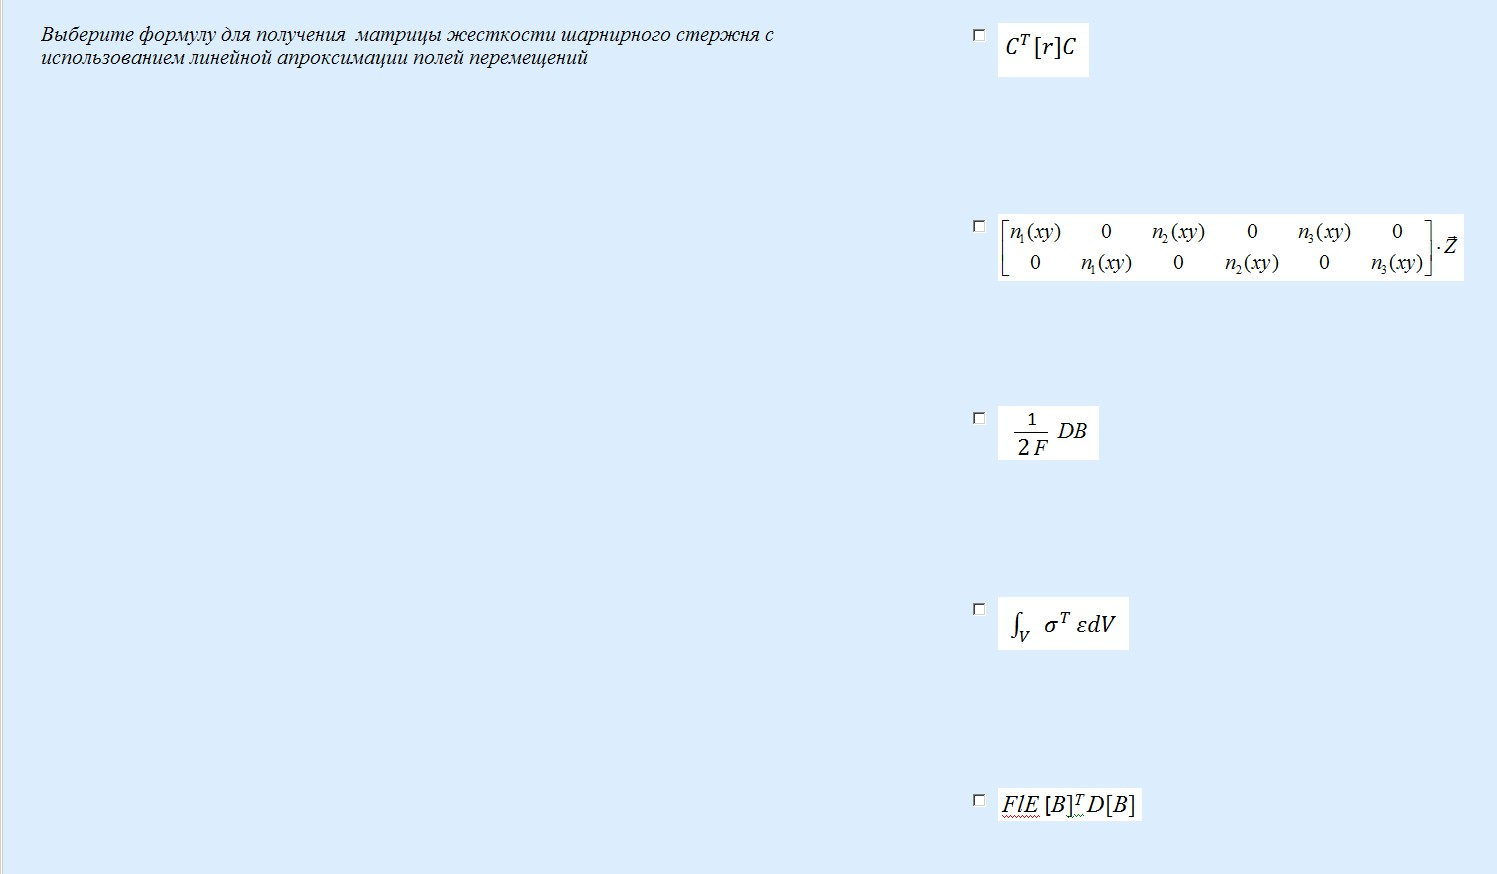 Выберите формулу для получения матрицы жесткости шарнирного стержня с
использованием линейной апроксимации полей перемещений
C^T [r]C
[n₁(xy) 0 n₂(xy) 0 n₃(xy) 0
0 n₁(xy) 0 n₂(xy) 0 n₃(xy)] · Z⃗
1
2 F DB
∫_V σ^T εdV
FlE [B]^T D[B]